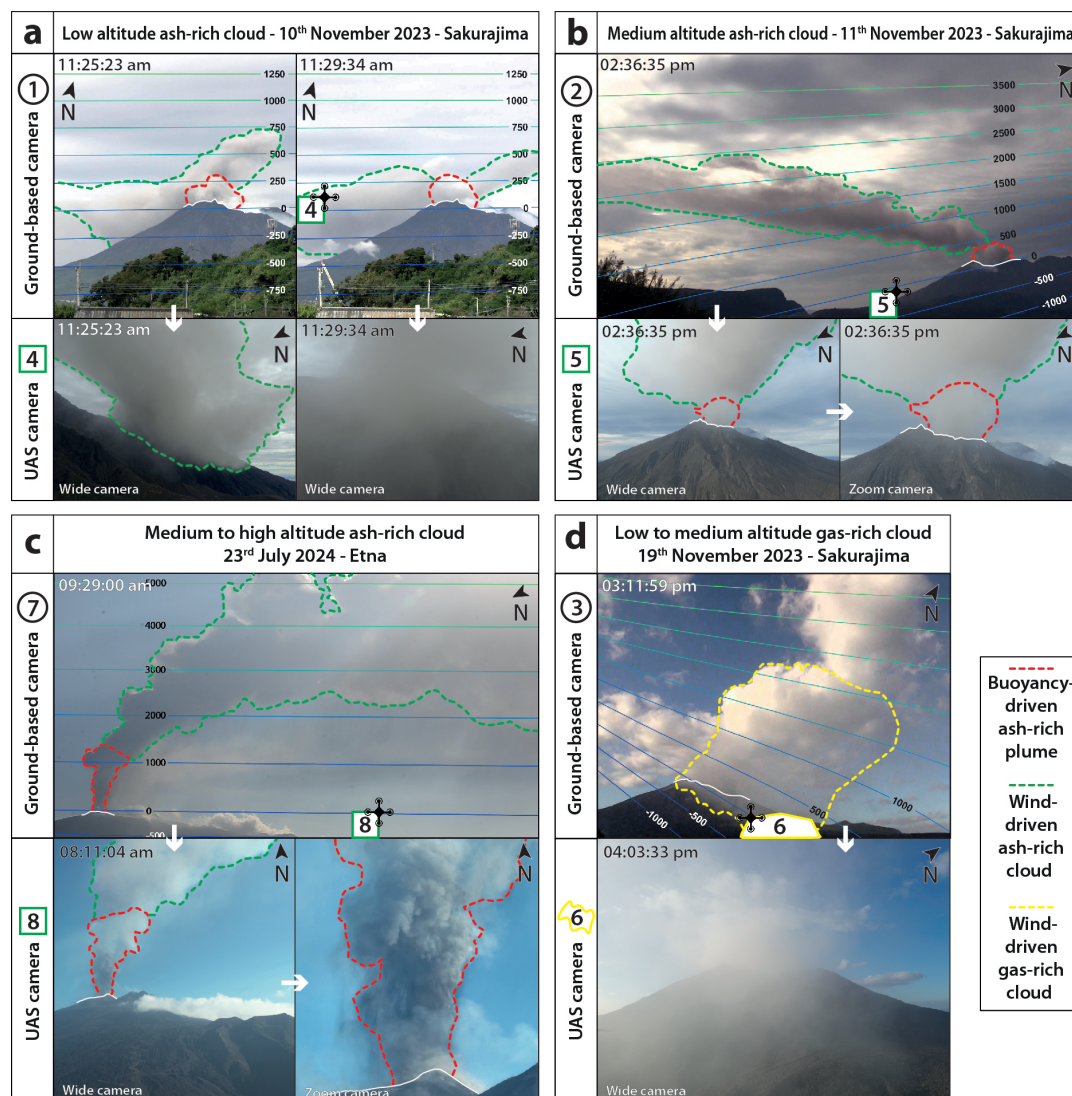 a
Low altitude ash-rich cloud - 10th November 2023 - Sakurajima
1
Ground-based camera
11:25:23 am
N
1250
1000
750
500
250
0
-250
-500
-750
11:29:34 am
N
1250
1000
750
500
250
0
-250
-500
-750
4
4
UAS camera
11:25:23 am
N
Wide camera
11:29:34 am
N
Wide camera
b
Medium altitude ash-rich cloud - 11th November 2023 - Sakurajima
2
Ground-based camera
02:36:35 pm
N
3500
3000
2500
2000
1500
1000
500
0
-500
-1000
5
5
UAS camera
02:36:35 pm
N
Wide camera
02:36:35 pm
N
Zoom camera
c
Medium to high altitude ash-rich cloud
23rd July 2024 - Etna
7
Ground-based camera
09:29:00 am
N
5000
4000
3000
2000
1000
0
-500
8
8
UAS camera
08:11:04 am
N
Wide camera
N
Zoom camera
d
Low to medium altitude gas-rich cloud
19th November 2023 - Sakurajima
3
Ground-based camera
03:11:59 pm
N
1000
500
-500
-1000
6
6
UAS camera
04:03:33 pm
N
Wide camera
Buoyancy-
driven
ash-rich
plume
Wind-
driven
ash-rich
cloud
Wind-
driven
gas-rich
cloud